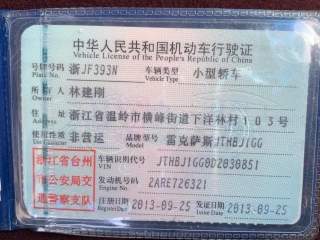 中华人民共和国机动车行驶证
Vehicle License of the People's Republic of China
号牌号码 浙JF393N 车辆类型 小型轿车
Plate No. Vehicle Type
所有人 林建刚
Owner
住址 浙江省温岭市横峰街道下洋林村103号
使用性质 非营运 品牌型号 雷克萨斯JTHBJ1GG
浙江省台州 车辆识别代号 JTHBJ1GG0D2030851
VIN
市公安局交 发动机号码 2ARE726321
Engine No.
通警察支队 注册日期 2013-09-25 发证日期 2013-09-25
Register Date Issue Date